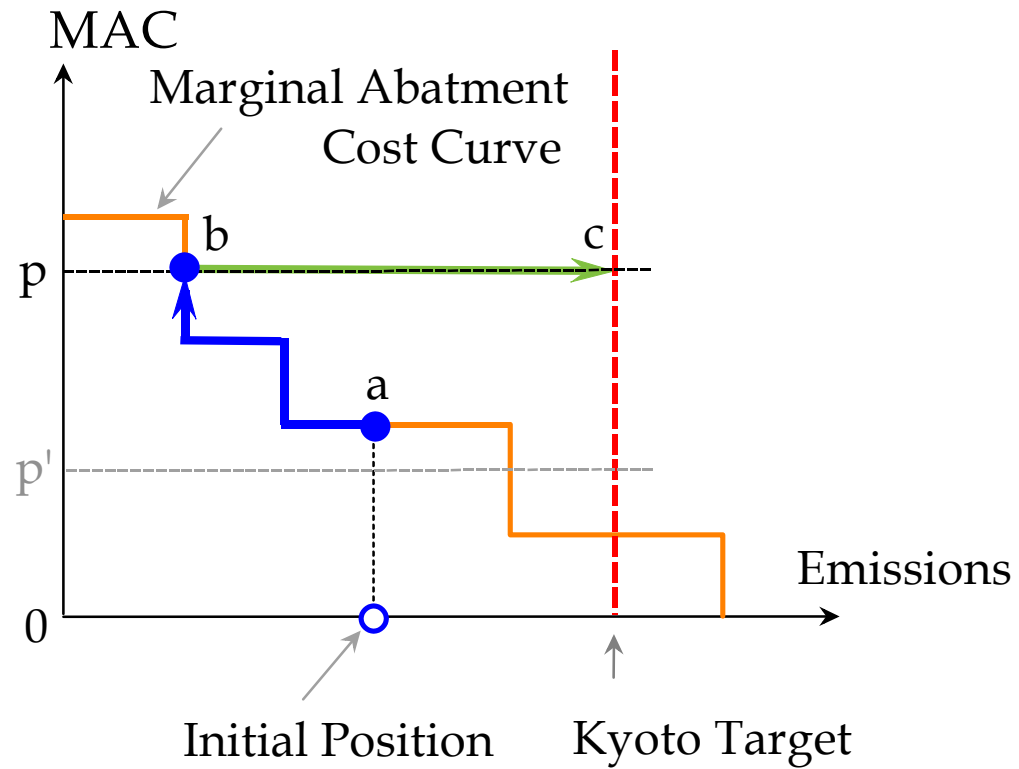 MAC
Marginal Abatment
Cost Curve
b
c
p
a
p'
Emissions
0
Initial Position
Kyoto Target